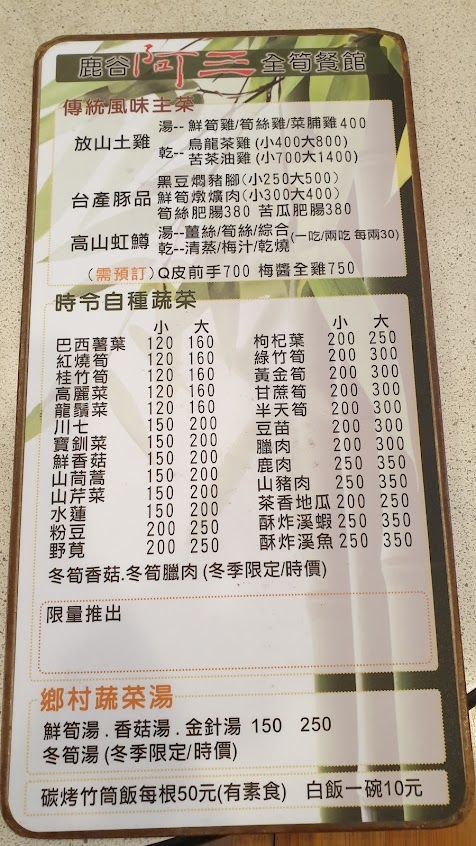 鹿谷阿三全筍餐館
傳統風味主菜
放山土雞
湯--鮮筍雞/筍絲雞/菜脯雞400
乾--烏龍茶雞(小400大800)
苦茶油雞(小700大1400)
台產豚品
黑豆燜豬腳(小250大500)
鮮筍燉爌肉(小300大400)
筍絲肥腸380 苦瓜肥腸380
高山虹鱒
湯--薑絲/筍絲/綜合
乾--清蒸/梅汁/乾燒
(一吃/兩吃 每兩30)
(需預訂)Q皮前手700 梅醬全雞750
時令自種蔬菜
小 大
巴西薯葉 120 160
紅燒筍 120 160
桂竹筍 120 160
高麗菜 120 160
龍鬚菜 120 160
川七 150 200
寶釧菜 150 200
鮮香菇 150 200
山茼蒿 150 200
山芹菜 150 200
水蓮 150 200
粉豆 200 250
野莧 200 250
小 大
枸杞葉 200 250
綠竹筍 200 300
黃金筍 200 300
甘蔗筍 200 300
半天筍 200 300
豆苗 200 300
臘肉 200 300
鹿肉 250 350
山豬肉 250 350
茶香地瓜 200 250
酥炸溪蝦 250 350
酥炸溪魚 250 350
冬筍香菇.冬筍臘肉(冬季限定/時價)
限量推出
鄉村蔬菜湯
鮮筍湯.香菇湯.金針湯 150 250
冬筍湯(冬季限定/時價)
碳烤竹筒飯每根50元(有素食) 白飯一碗10元